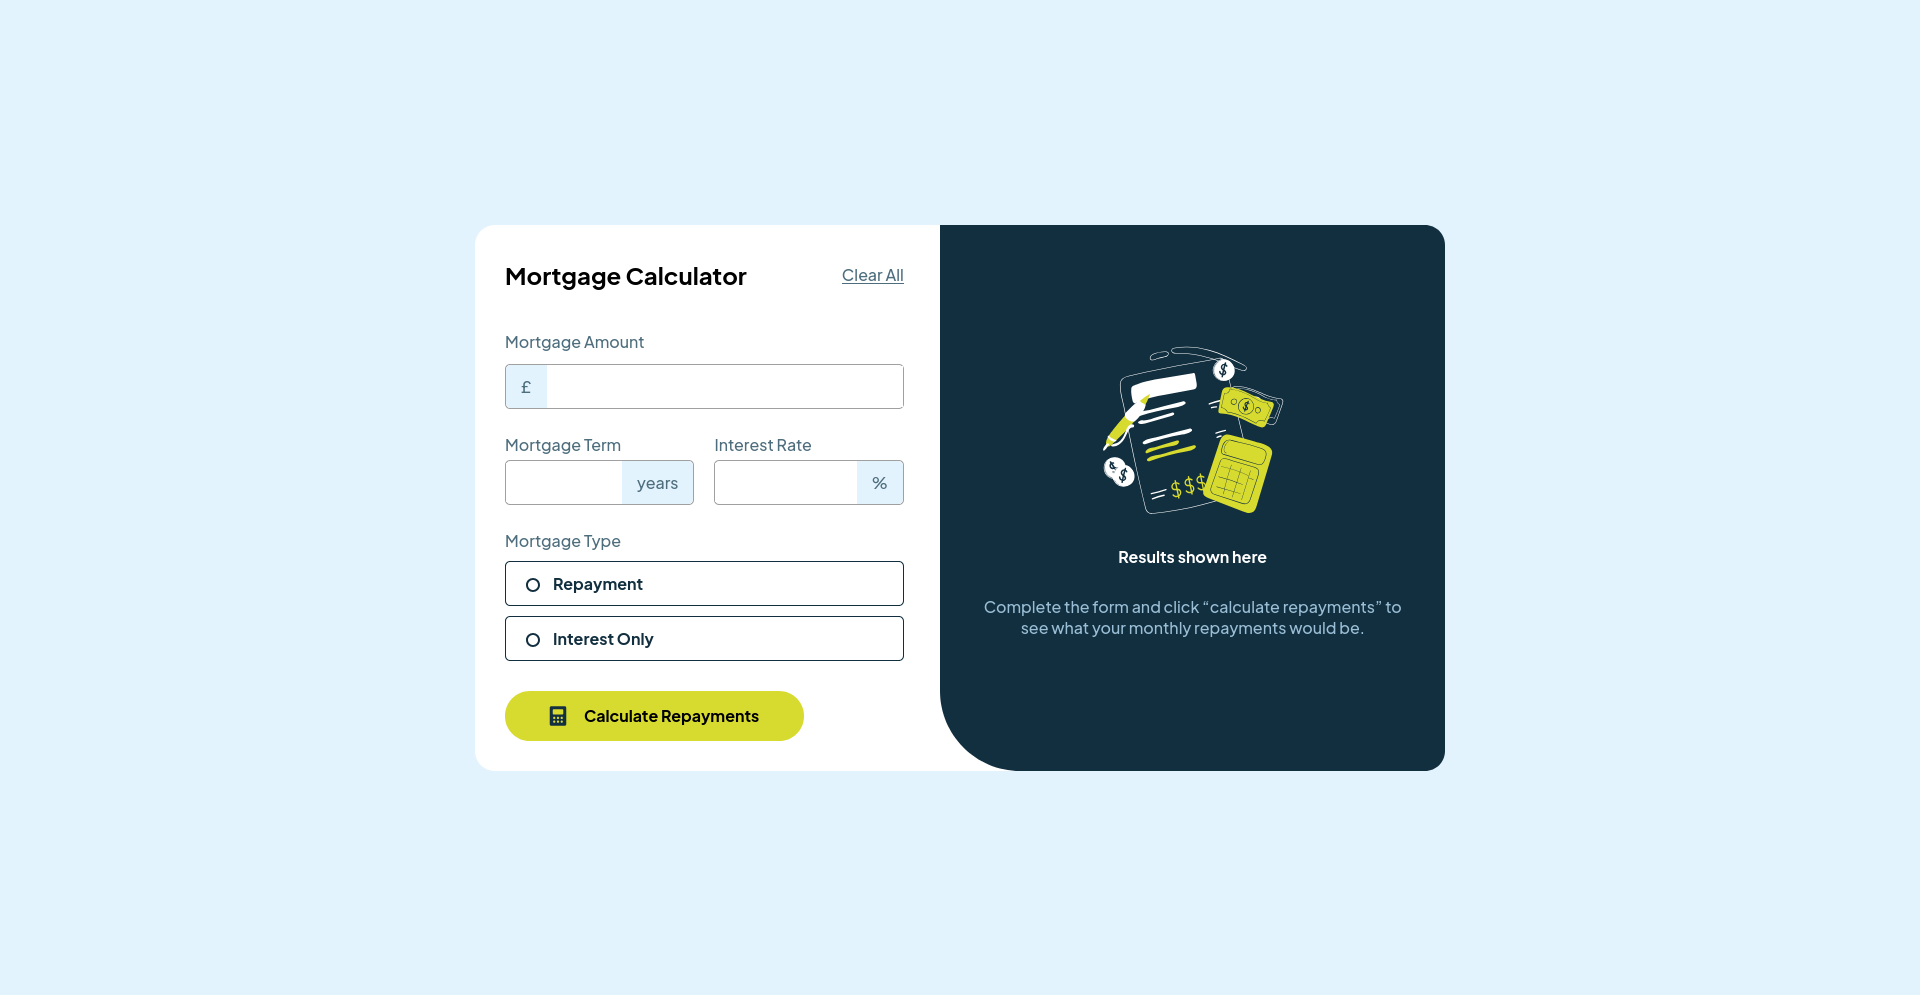 Mortgage Calculator
Clear All
Mortgage Amount
£
Mortgage Term
Interest Rate
years
%
Mortgage Type
Repayment
Interest Only
Calculate Repayments
$
$
$
$
$$$
Results shown here
Complete the form and click “calculate repayments” to
see what your monthly repayments would be.